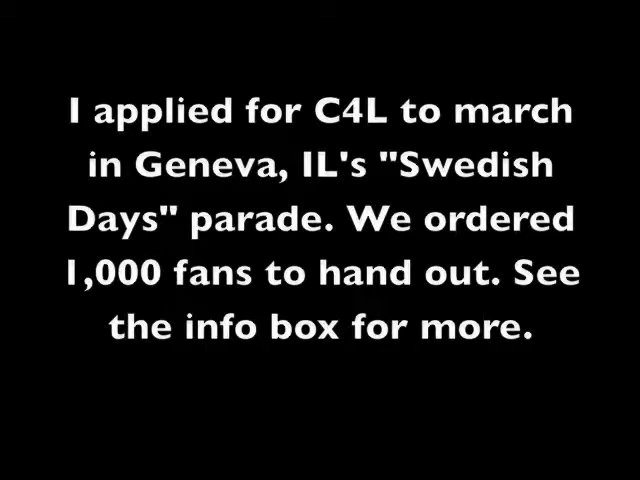 I applied for C4L to march
in Geneva, IL's "Swedish
Days" parade. We ordered
1,000 fans to hand out. See
the info box for more.